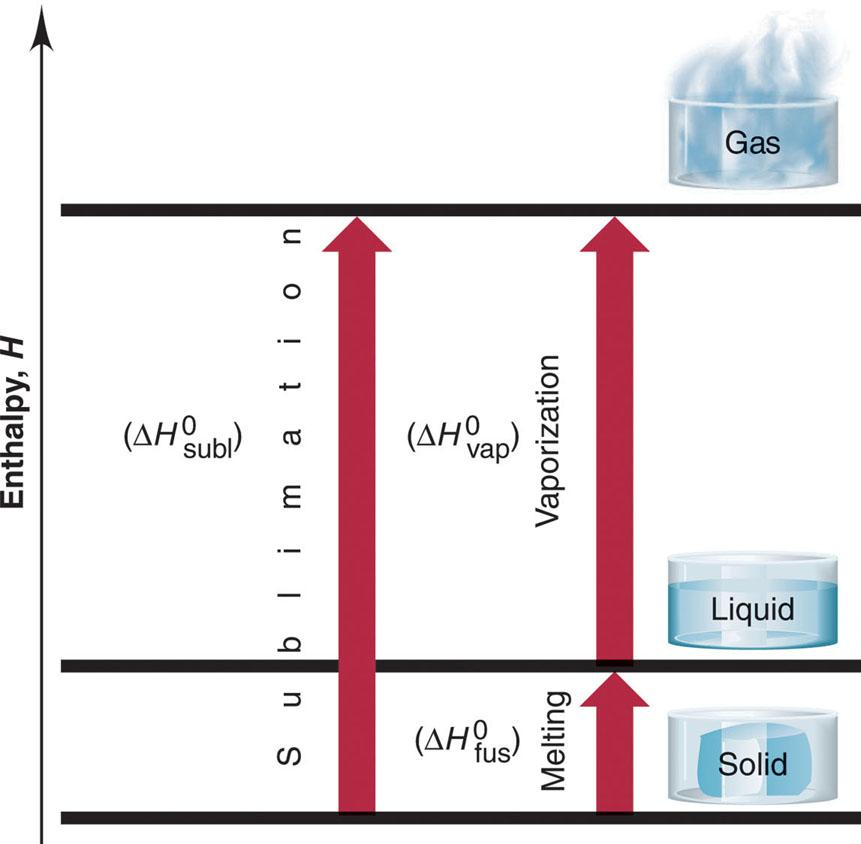 Enthalpy, H
Gas
Sublimation
(ΔH⁰subl)
(ΔH⁰vap)
Vaporization
Liquid
(ΔH⁰fus)
Melting
Solid